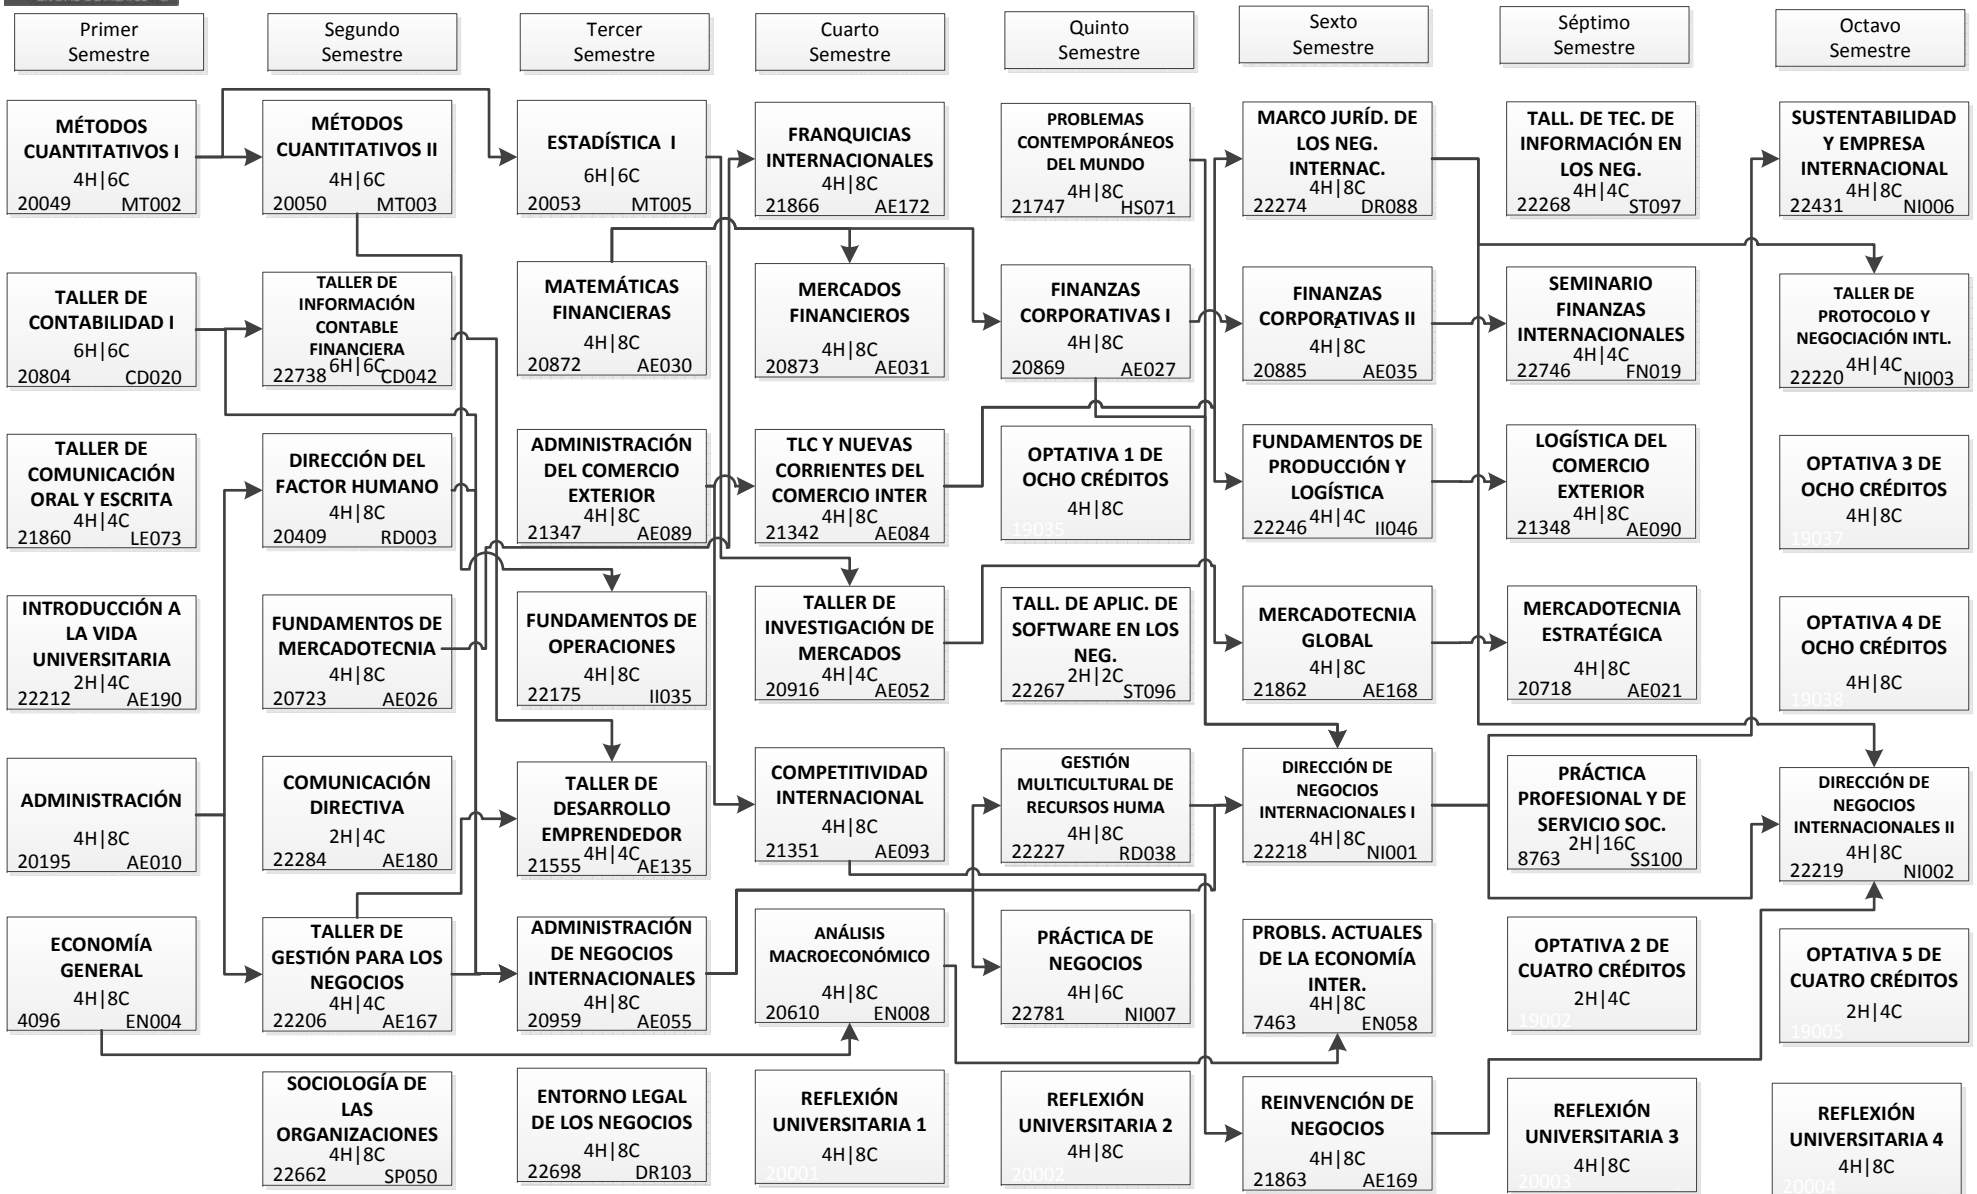 Primer
Semestre
Segundo
Semestre
Tercer
Semestre
Cuarto
Semestre
Quinto
Semestre
Sexto
Semestre
Séptimo
Semestre
Octavo
Semestre
MÉTODOS
CUANTITATIVOS I
4H|6C
20049 MT002
MÉTODOS
CUANTITATIVOS II
4H|6C
20050 MT003
ESTADÍSTICA I
6H|6C
20053 MT005
FRANQUICIAS
INTERNACIONALES
4H|8C
21866 AE172
PROBLEMAS
CONTEMPORÁNEOS
DEL MUNDO
4H|8C
21747 HS071
MARCO JURÍD. DE
LOS NEG.
INTERNAC.
4H|8C
22274 DR088
TALL. DE TEC. DE
INFORMACIÓN EN
LOS NEG.
4H|4C
22268 ST097
SUSTENTABILIDAD
Y EMPRESA
INTERNACIONAL
4H|8C
22431 NI006
TALLER DE
CONTABILIDAD I
6H|6C
20804 CD020
TALLER DE
INFORMACIÓN
CONTABLE
FINANCIERA
6H|6C
22738 CD042
MATEMÁTICAS
FINANCIERAS
4H|8C
20872 AE030
MERCADOS
FINANCIEROS
4H|8C
20873 AE031
FINANZAS
CORPORATIVAS I
4H|8C
20869 AE027
FINANZAS
CORPORATIVAS II
2
4H|8C
20885 AE035
SEMINARIO
FINANZAS
INTERNACIONALES
4H|4C
22746 FN019
TALLER DE
PROTOCOLO Y
NEGOCIACIÓN INTL.
4H|4C
22220 NI003
TALLER DE
COMUNICACIÓN
ORAL Y ESCRITA
4H|4C
21860 LE073
DIRECCIÓN DEL
FACTOR HUMANO
4H|8C
20409 RD003
ADMINISTRACIÓN
DEL COMERCIO
EXTERIOR
4H|8C
21347 AE089
TLC Y NUEVAS
CORRIENTES DEL
COMERCIO INTER
4H|8C
21342 AE084
OPTATIVA 1 DE
OCHO CRÉDITOS
4H|8C
19035
FUNDAMENTOS DE
PRODUCCIÓN Y
LOGÍSTICA
4H|4C
22246 II046
LOGÍSTICA DEL
COMERCIO
EXTERIOR
4H|8C
21348 AE090
OPTATIVA 3 DE
OCHO CRÉDITOS
4H|8C
19037
INTRODUCCIÓN A
LA VIDA
UNIVERSITARIA
2H|4C
22212 AE190
FUNDAMENTOS DE
MERCADOTECNIA
4H|8C
20723 AE026
FUNDAMENTOS DE
OPERACIONES
4H|8C
22175 II035
TALLER DE
INVESTIGACIÓN DE
MERCADOS
4H|4C
20916 AE052
TALL. DE APLIC. DE
SOFTWARE EN LOS
NEG.
2H|2C
22267 ST096
MERCADOTECNIA
GLOBAL
4H|8C
21862 AE168
MERCADOTECNIA
ESTRATÉGICA
4H|8C
20718 AE021
OPTATIVA 4 DE
OCHO CRÉDITOS
4H|8C
19038
ADMINISTRACIÓN
4H|8C
20195 AE010
COMUNICACIÓN
DIRECTIVA
2H|4C
22284 AE180
TALLER DE
DESARROLLO
EMPRENDEDOR
4H|4C
21555 AE135
COMPETITIVIDAD
INTERNACIONAL
4H|8C
21351 AE093
GESTIÓN
MULTICULTURAL DE
RECURSOS HUMA
4H|8C
22227 RD038
DIRECCIÓN DE
NEGOCIOS
INTERNACIONALES I
4H|8C
22218 NI001
PRÁCTICA
PROFESIONAL Y DE
SERVICIO SOC.
2H|16C
8763 SS100
DIRECCIÓN DE
NEGOCIOS
INTERNACIONALES II
4H|8C
22219 NI002
ECONOMÍA
GENERAL
4H|8C
4096 EN004
TALLER DE
GESTIÓN PARA LOS
NEGOCIOS
4H|4C
22206 AE167
ADMINISTRACIÓN
DE NEGOCIOS
INTERNACIONALES
4H|8C
20959 AE055
ANÁLISIS
MACROECONÓMICO
4H|8C
20610 EN008
PRÁCTICA DE
NEGOCIOS
4H|6C
22781 NI007
PROBLS. ACTUALES
DE LA ECONOMÍA
INTER.
4H|8C
7463 EN058
OPTATIVA 2 DE
CUATRO CRÉDITOS
2H|4C
19002
OPTATIVA 5 DE
CUATRO CRÉDITOS
2H|4C
19005
SOCIOLOGÍA DE
LAS
ORGANIZACIONES
4H|8C
22662 SP050
ENTORNO LEGAL
DE LOS NEGOCIOS
4H|8C
22698 DR103
REFLEXIÓN
UNIVERSITARIA 1
4H|8C
20001
REFLEXIÓN
UNIVERSITARIA 2
4H|8C
20002
REINVENCIÓN DE
NEGOCIOS
4H|8C
21863 AE169
REFLEXIÓN
UNIVERSITARIA 3
4H|8C
20003
REFLEXIÓN
UNIVERSITARIA 4
4H|8C
20004